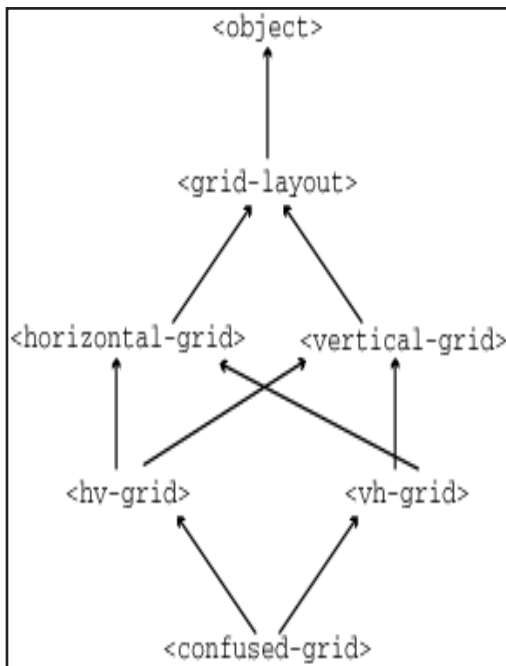 <object>
<grid-layout>
<horizontal-grid> <vertical-grid>
<hv-grid> <vh-grid>
<confused-grid>